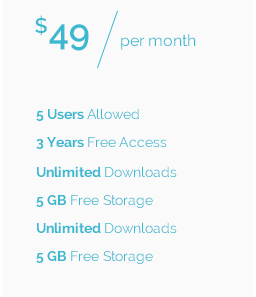 $49 / per month
5 Users Allowed
3 Years Free Access
Unlimited Downloads
5 GB Free Storage
Unlimited Downloads
5 GB Free Storage